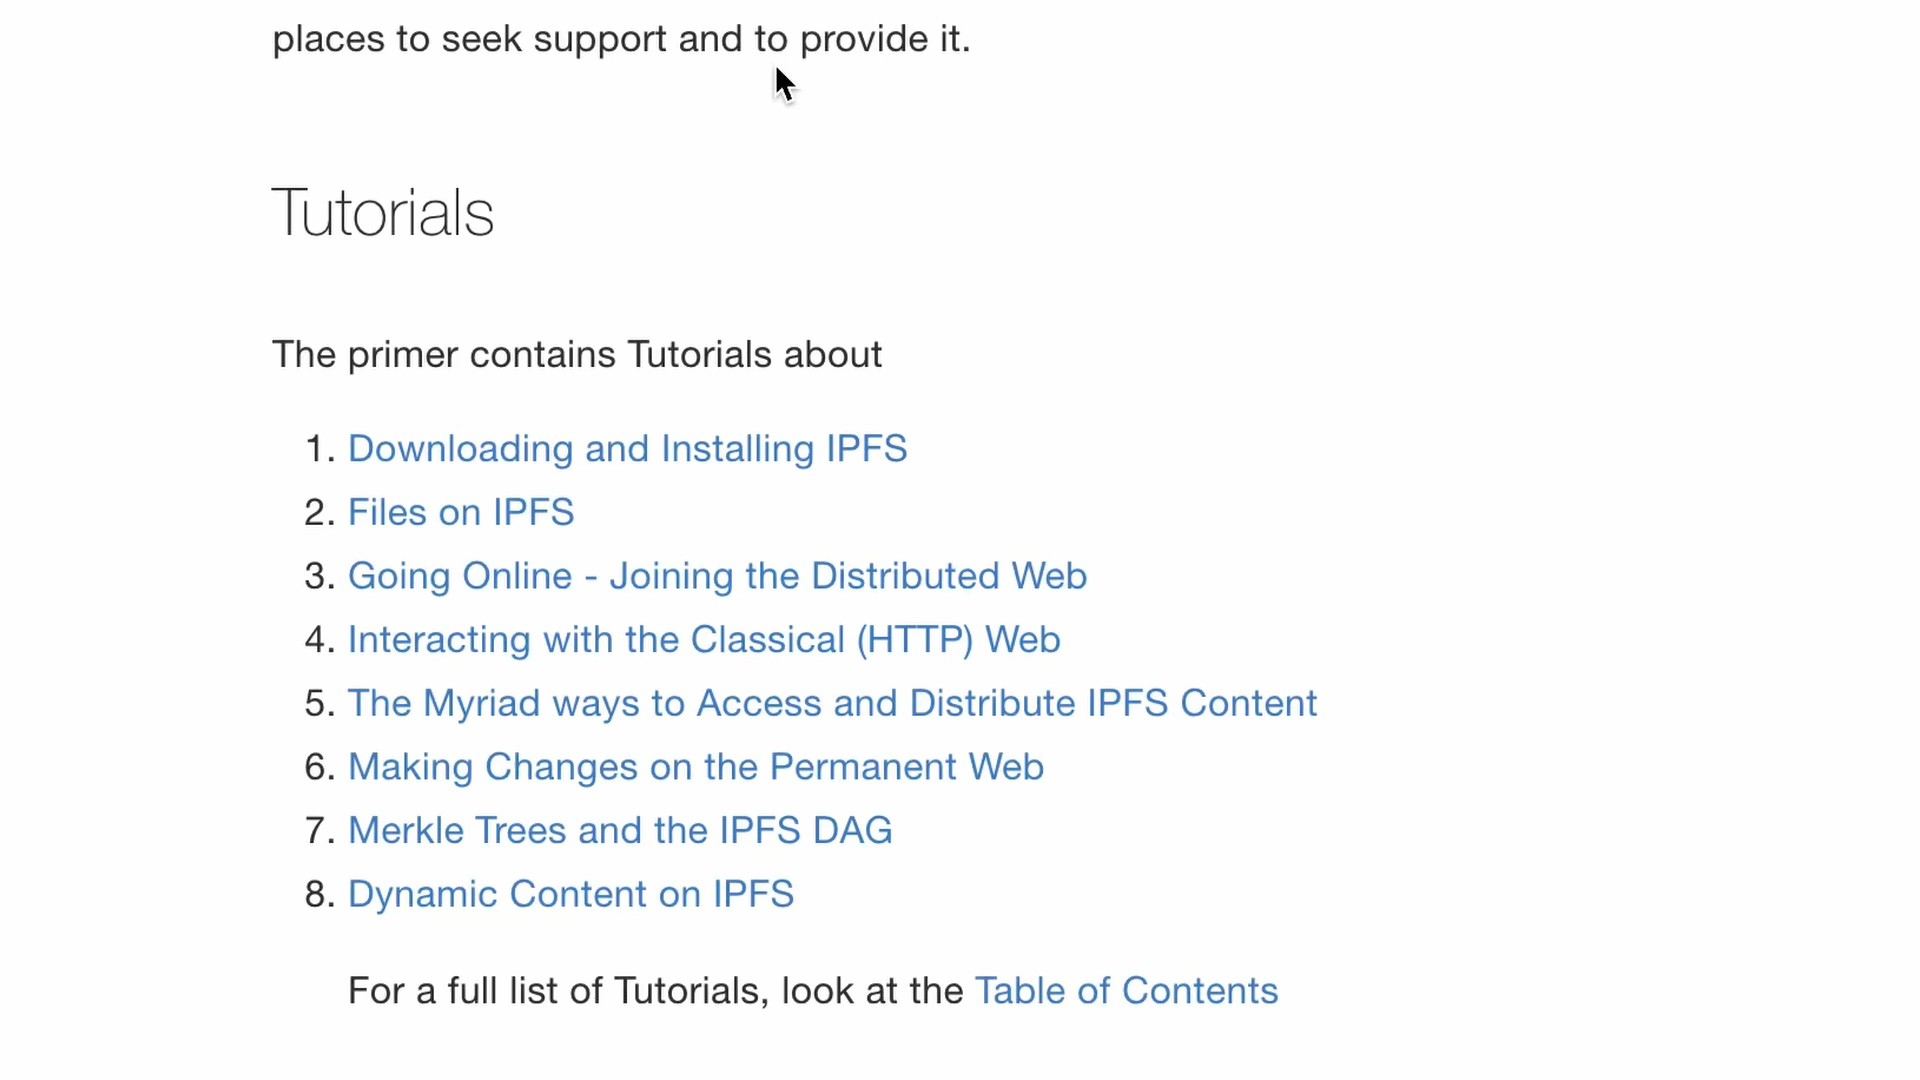 places to seek support and to provide it.
Tutorials
The primer contains Tutorials about
1. Downloading and Installing IPFS
2. Files on IPFS
3. Going Online - Joining the Distributed Web
4. Interacting with the Classical (HTTP) Web
5. The Myriad ways to Access and Distribute IPFS Content
6. Making Changes on the Permanent Web
7. Merkle Trees and the IPFS DAG
8. Dynamic Content on IPFS
For a full list of Tutorials, look at the Table of Contents